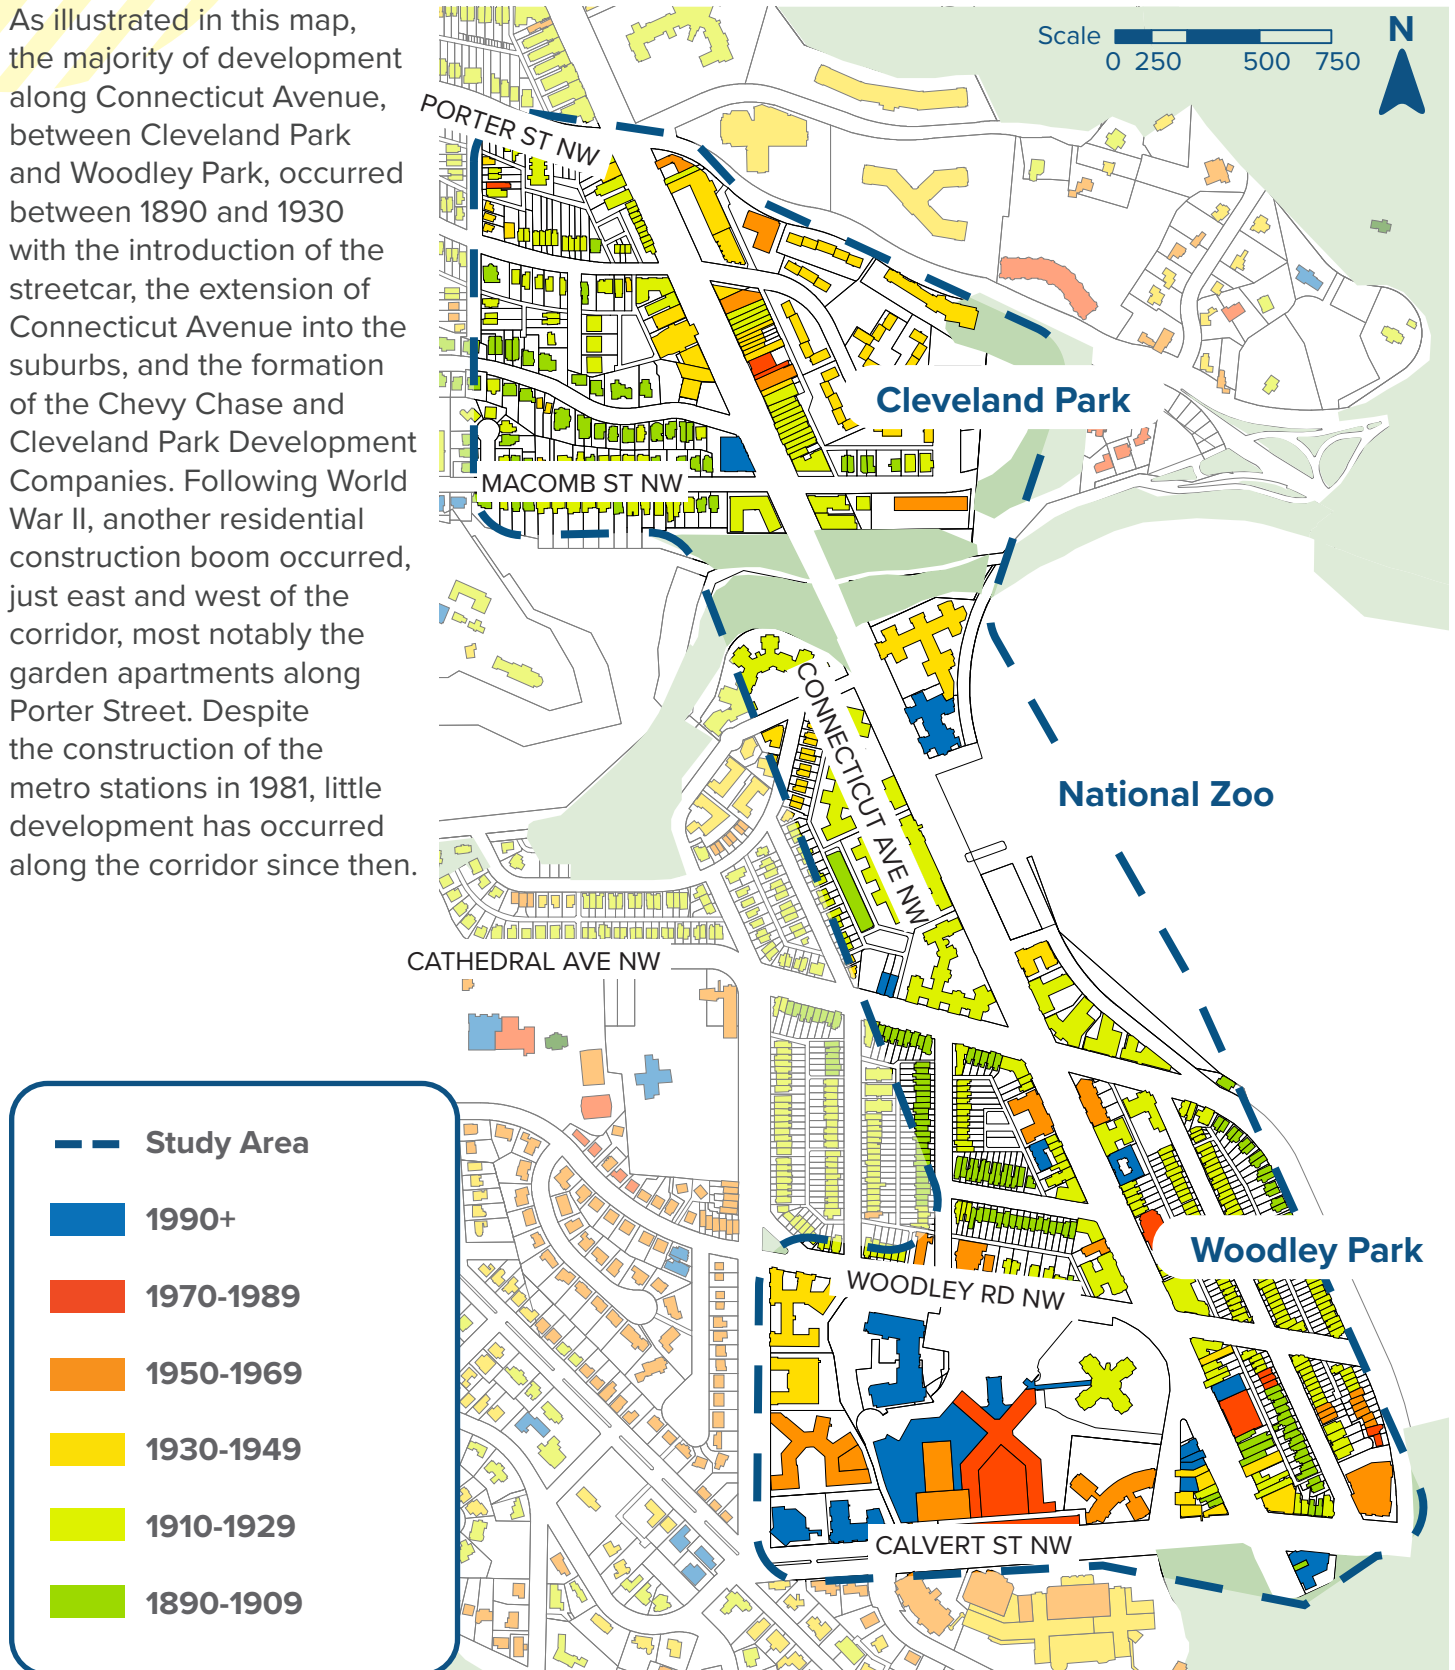 As illustrated in this map,
the majority of development
along Connecticut Avenue,
between Cleveland Park
and Woodley Park, occurred
between 1890 and 1930
with the introduction of the
streetcar, the extension of
Connecticut Avenue into the
suburbs, and the formation
of the Chevy Chase and
Cleveland Park Development
Companies. Following World
War II, another residential
construction boom occurred,
just east and west of the
corridor, most notably the
garden apartments along
Porter Street. Despite
the construction of the
metro stations in 1981, little
development has occurred
along the corridor since then.
Scale
0 250 500 750
N
PORTER ST NW
Cleveland Park
MACOMB ST NW
CONNECTICUT AVE NW
National Zoo
CATHEDRAL AVE NW
Woodley Park
WOODLEY RD NW
CALVERT ST NW
Study Area
1990+
1970-1989
1950-1969
1930-1949
1910-1929
1890-1909